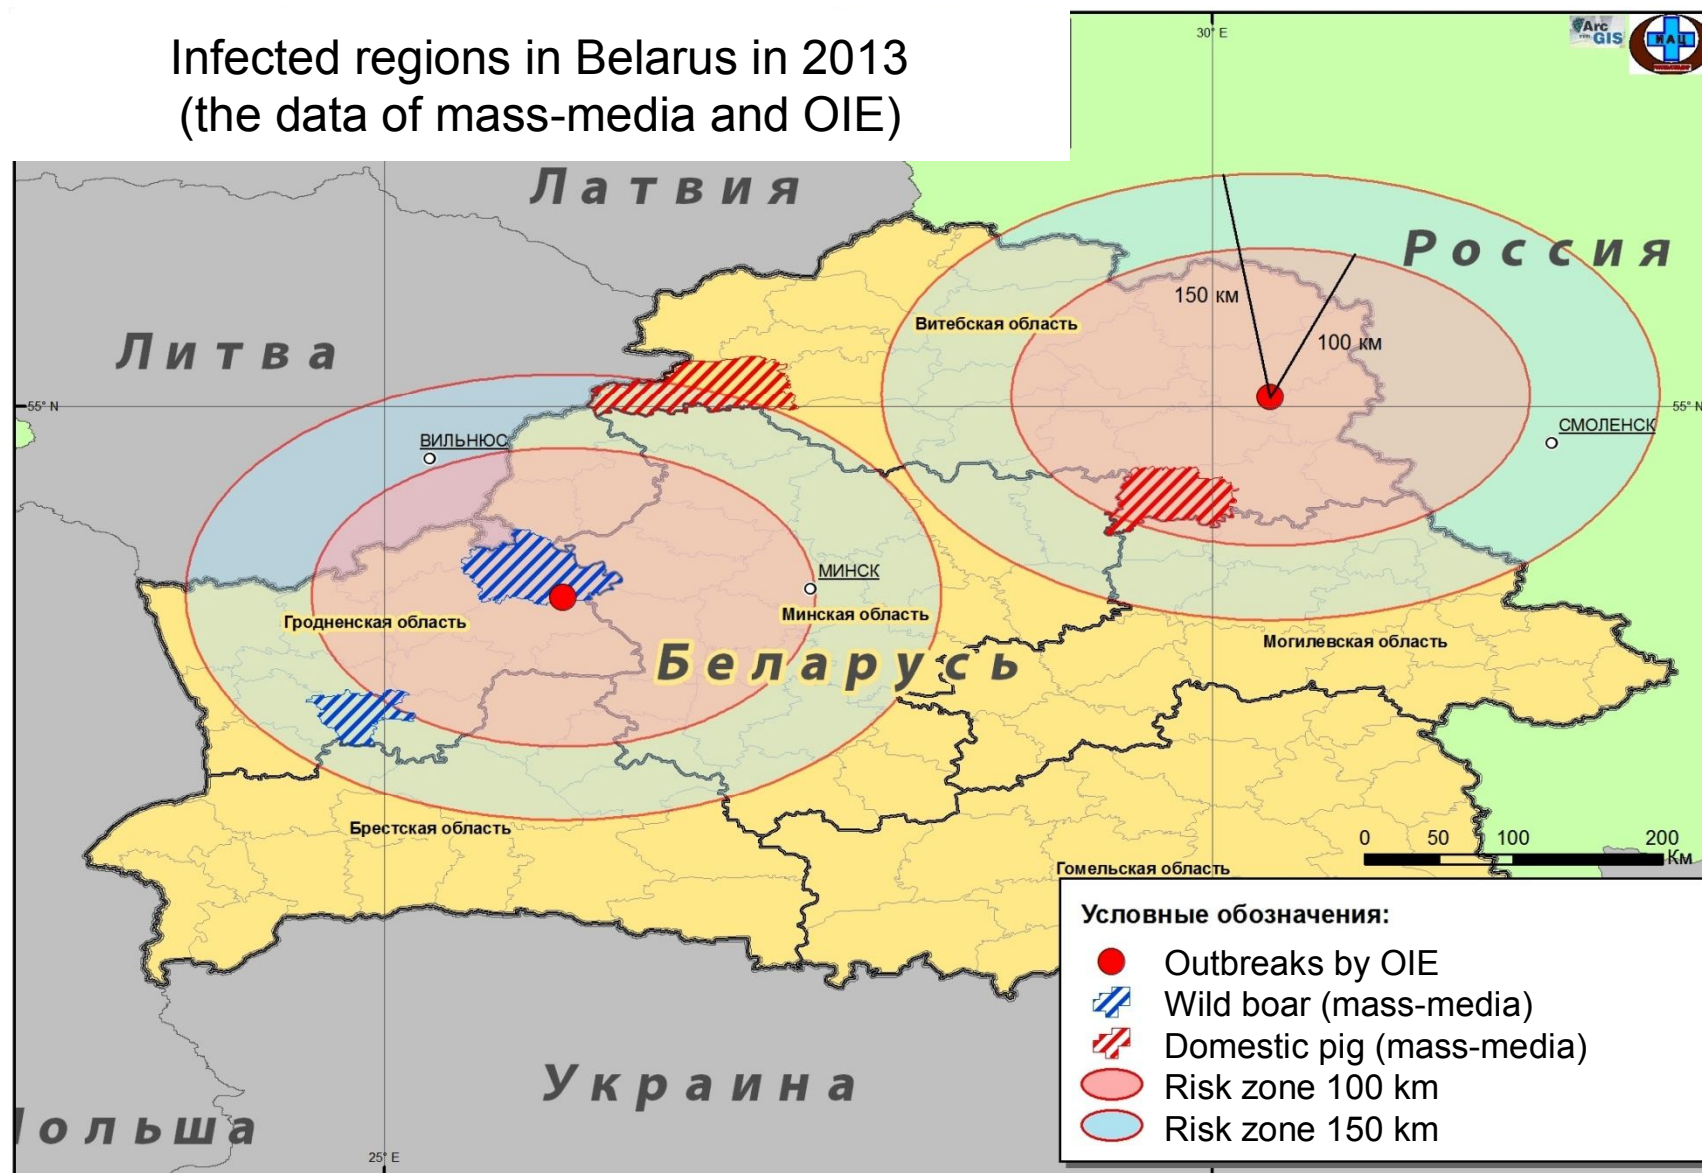 Infected regions in Belarus in 2013
(the data of mass-media and OIE)
30° E
Arc
GIS
ИАЦ
Латвия
Россия
150 км
Витебская область
100 км
Литва
55° N
55° N
ВИЛЬНЮС
СМОЛЕНСК
МИНСК
Гродненская область
Минская область
Могилевская область
Беларусь
Брестская область
0 50 100 200
Км
Гомельская область
Условные обозначения:
Outbreaks by OIE
Wild boar (mass-media)
Domestic pig (mass-media)
Risk zone 100 km
Risk zone 150 km
Украина
ольша
25° E